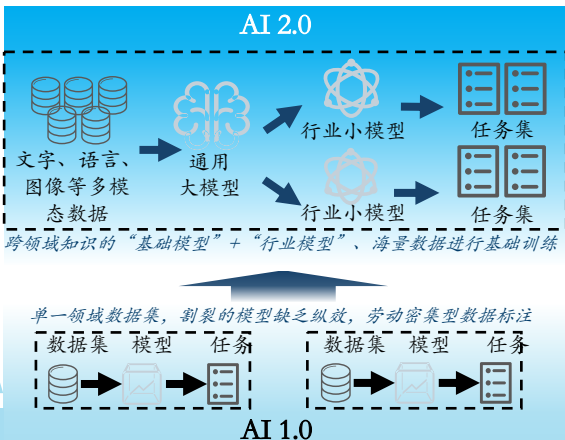 AI 2.0
文字、语言、
图像等多模
态数据
通用
大模型
行业小模型
任务集
行业小模型
任务集
跨领域知识的“基础模型”+“行业模型”、海量数据进行基础训练
单一领域数据集，割裂的模型缺乏纵效，劳动密集型数据标注
数据集 模型 任务
数据集 模型 任务
AI 1.0